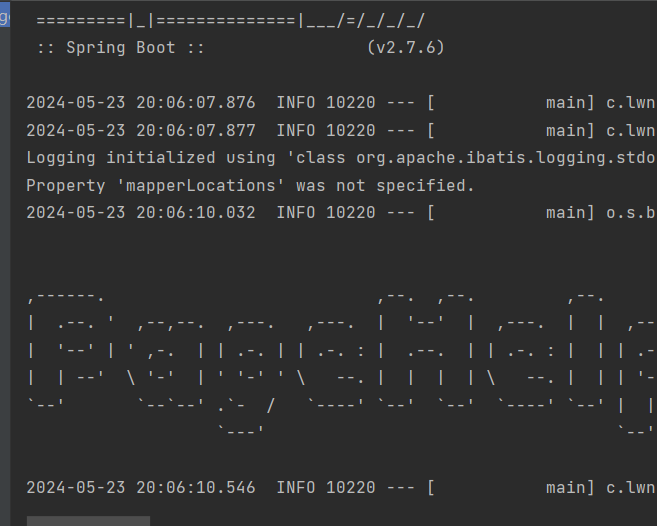 =========|_|==============|___/=/_/_/_/
:: Spring Boot :: (v2.7.6)
2024-05-23 20:06:07.876 INFO 10220 --- [ main] c.lwn
2024-05-23 20:06:07.877 INFO 10220 --- [ main] c.lwn
Logging initialized using 'class org.apache.ibatis.logging.stdo
Property 'mapperLocations' was not specified.
2024-05-23 20:06:10.032 INFO 10220 --- [ main] o.s.b
,------.                           ,--.  ,--.         ,--.
|  .--. '  ,--,--.  ,---.   ,---.  |  '--'  |  ,---.  |  |  ,--
|  '--' | ' ,-.  | | .-. | | .-. : |  .--.  | | .-. : |  | | .-
|  | --'  \ '-'  | ' '-' ' \   --. |  |  |  | \   --. |  | | '-
`--'       `--`--' .`-  /   `----' `--'  `--'  `----' `--' |  |
                   `---'                                   `--'
2024-05-23 20:06:10.546 INFO 10220 --- [ main] c.lwn